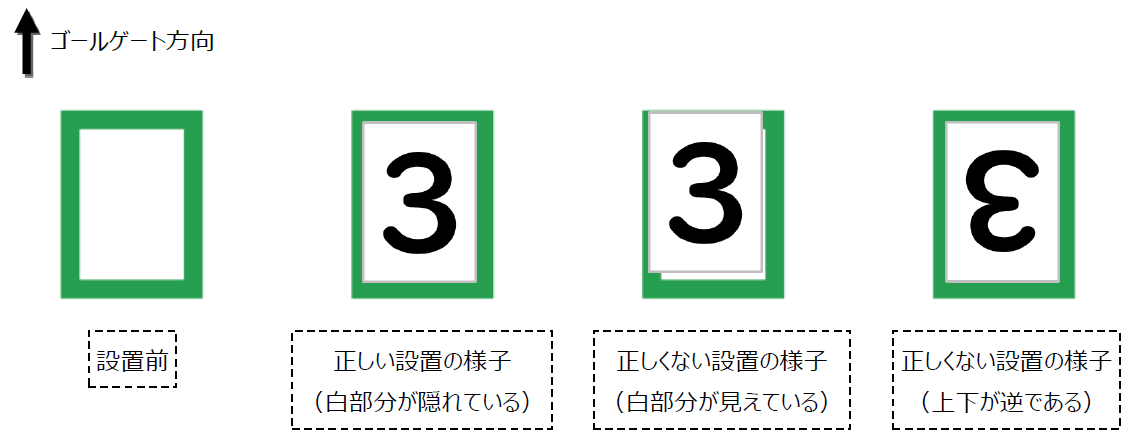 ゴールゲート方向
3
3
3
設置前
正しい設置の様子
（白部分が隠れている）
正しくない設置の様子
（白部分が見えている）
正しくない設置の様子
（上下が逆である）